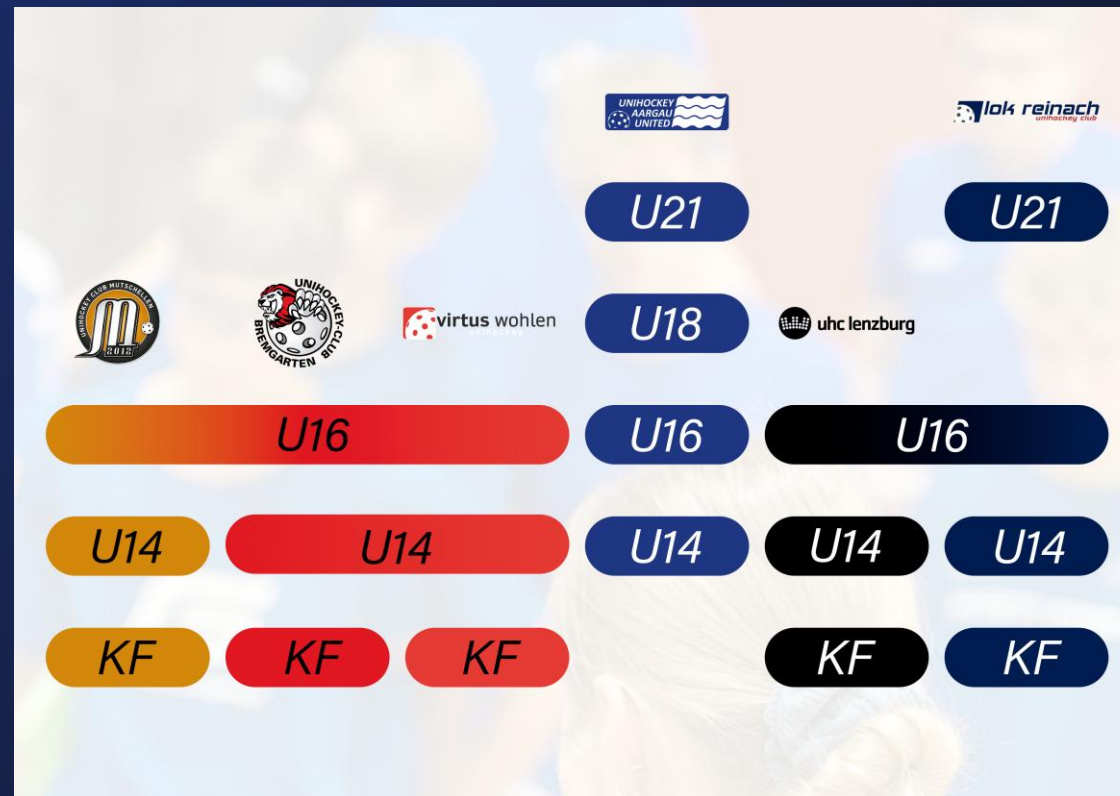 UNIHOCKEY
AARGAU
UNITED
lok reinach
unihockey club
U21 U21
UNIHOCKEY CLUB MUTSCHELLEN
2012
UNIHOCKEY-CLUB
BREMGARTEN
virtus wohlen
U18
uhc lenzburg
U16 U16 U16
U14 U14 U14 U14 U14
KF KF KF KF KF